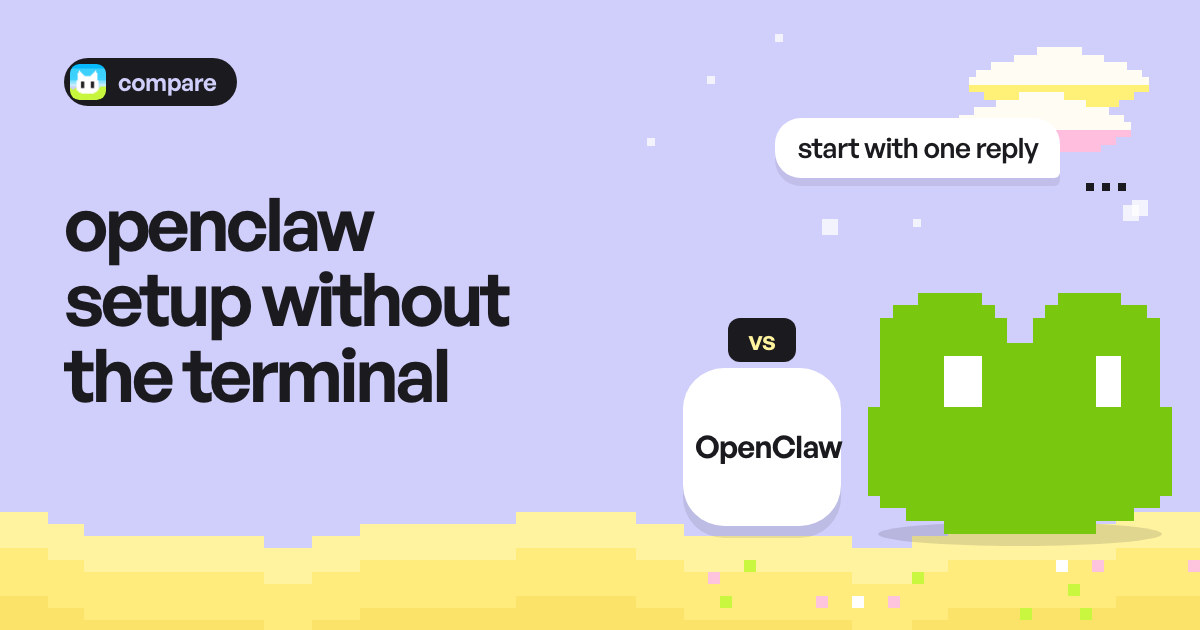 compare
start with one reply
openclaw
setup without
the terminal
vs
OpenClaw